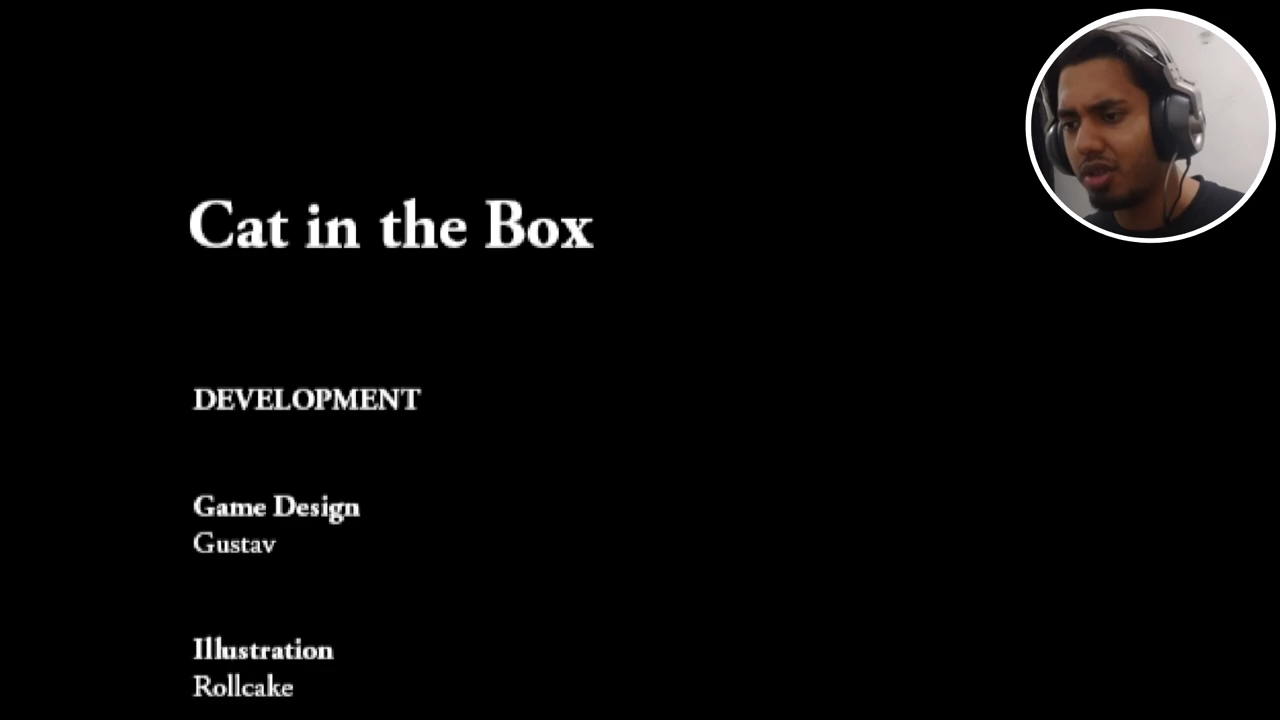 Cat in the Box
DEVELOPMENT
Game Design
Gustav
Illustration
Rollcake